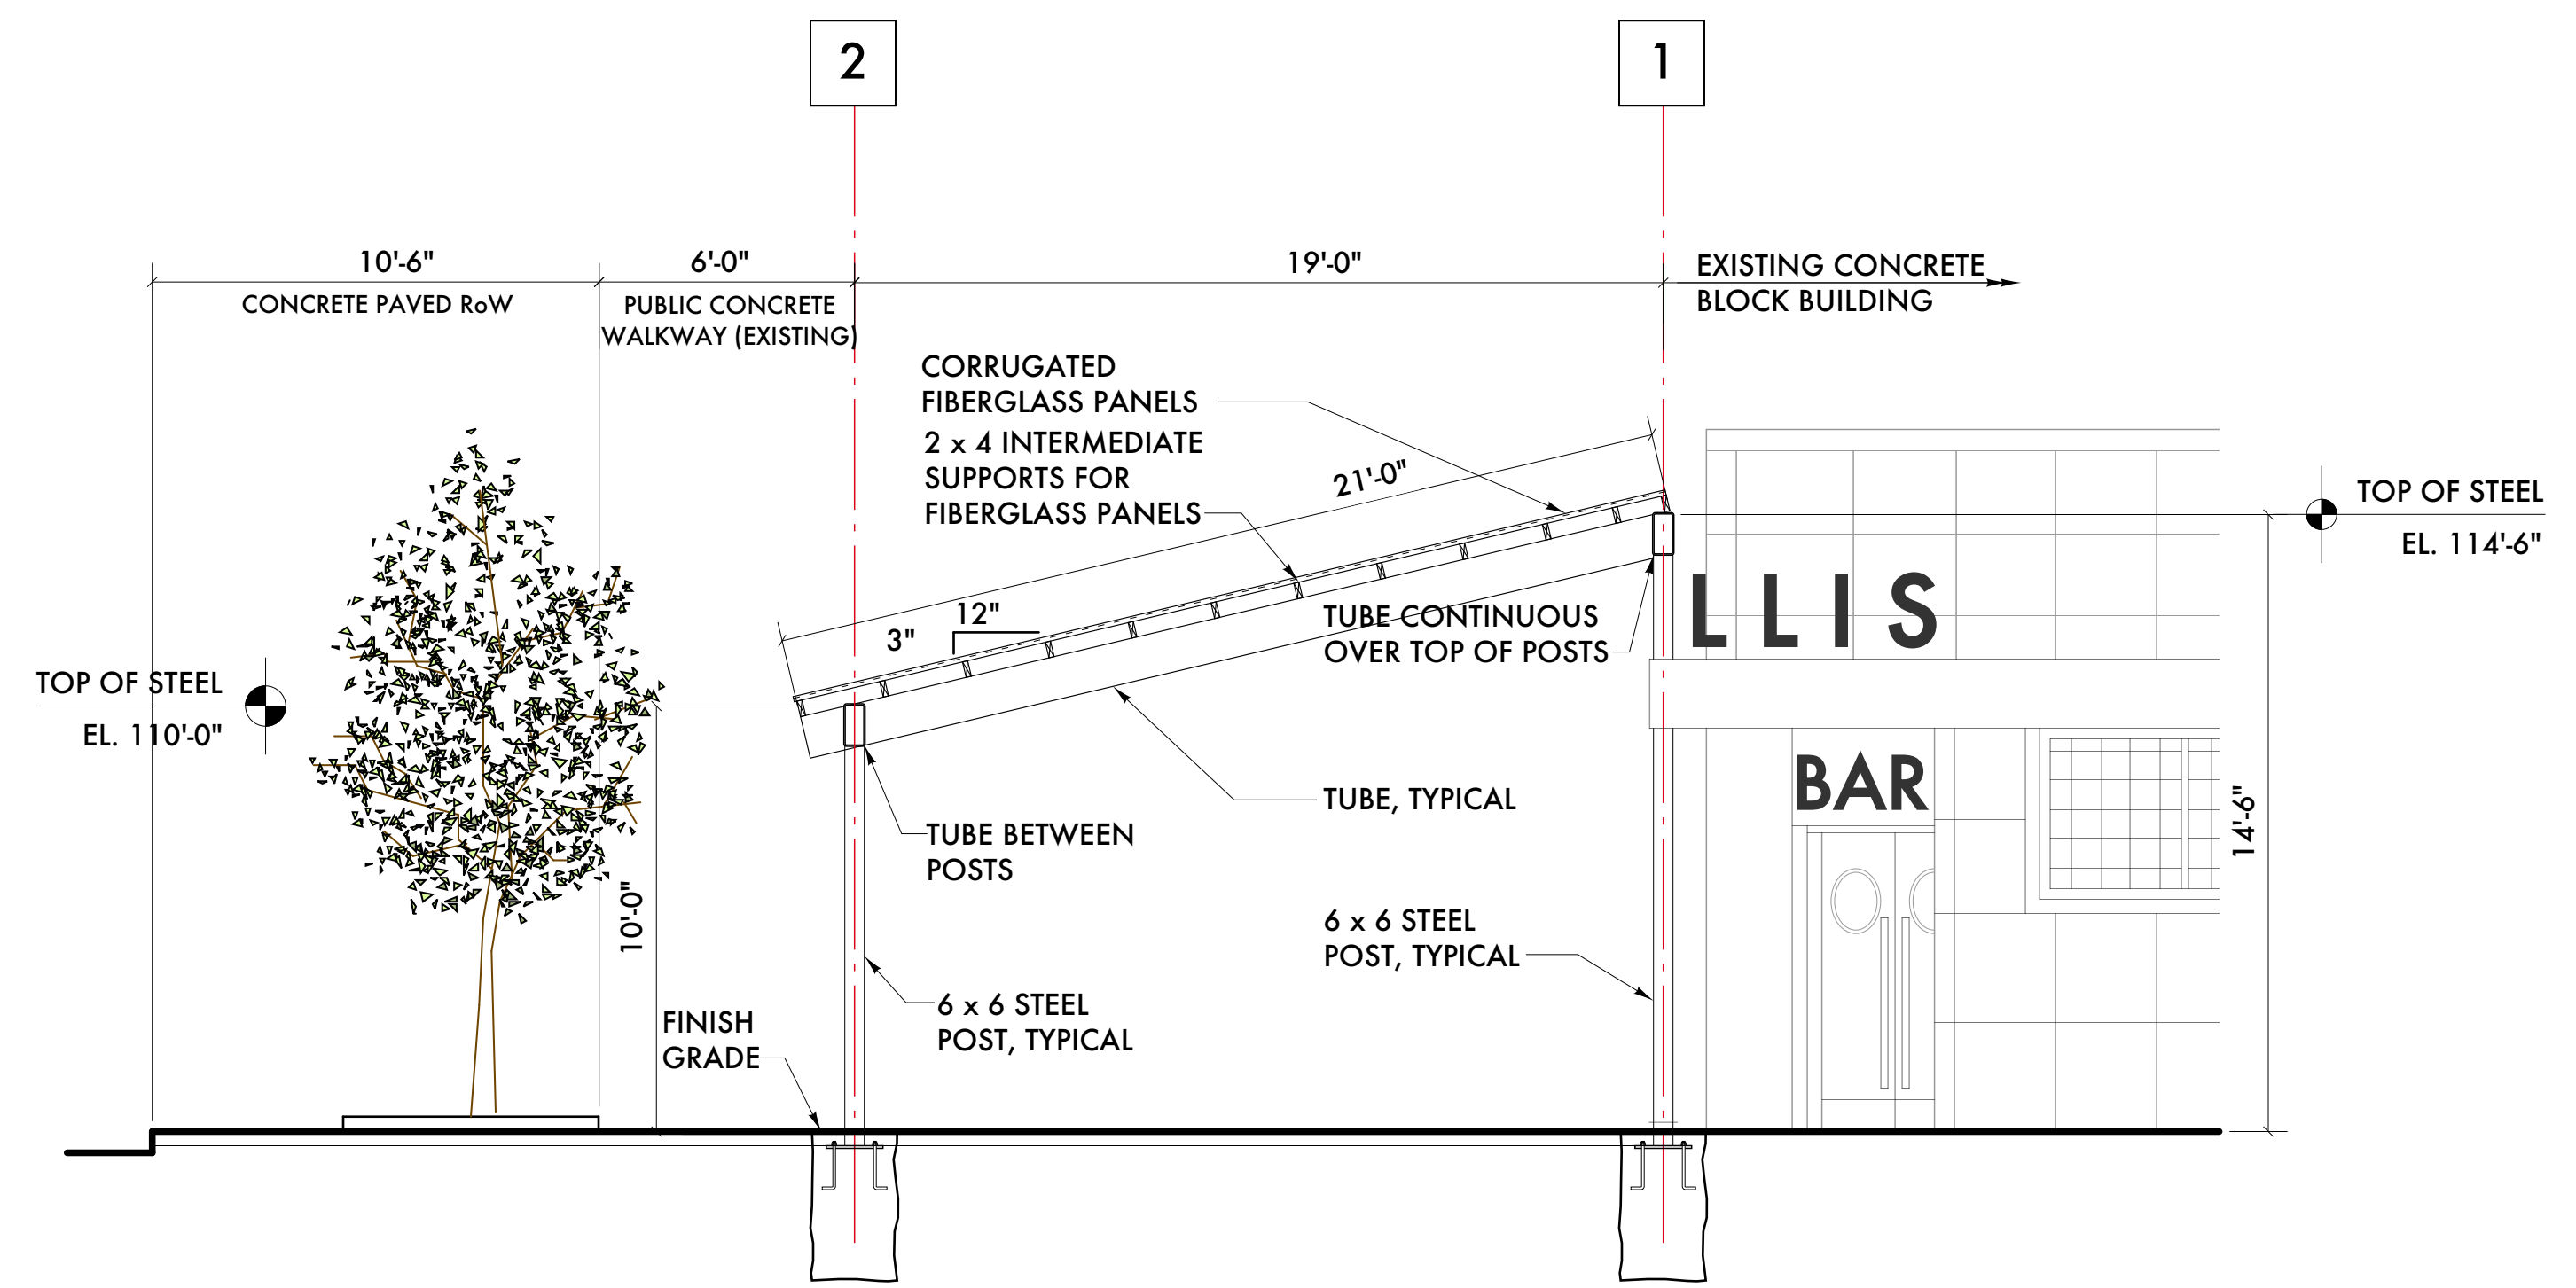 2
1
10'-6"
6'-0"
19'-0"
EXISTING CONCRETE
BLOCK BUILDING
CONCRETE PAVED RoW
PUBLIC CONCRETE
WALKWAY (EXISTING)
CORRUGATED
FIBERGLASS PANELS
2 x 4 INTERMEDIATE
SUPPORTS FOR
FIBERGLASS PANELS
21'-0"
TOP OF STEEL
EL. 114'-6"
12"
3"
TUBE CONTINUOUS
OVER TOP OF POSTS
LLIS
TOP OF STEEL
EL. 110'-0"
BAR
TUBE, TYPICAL
TUBE BETWEEN
POSTS
14'-6"
10'-0"
6 x 6 STEEL
POST, TYPICAL
6 x 6 STEEL
POST, TYPICAL
FINISH
GRADE